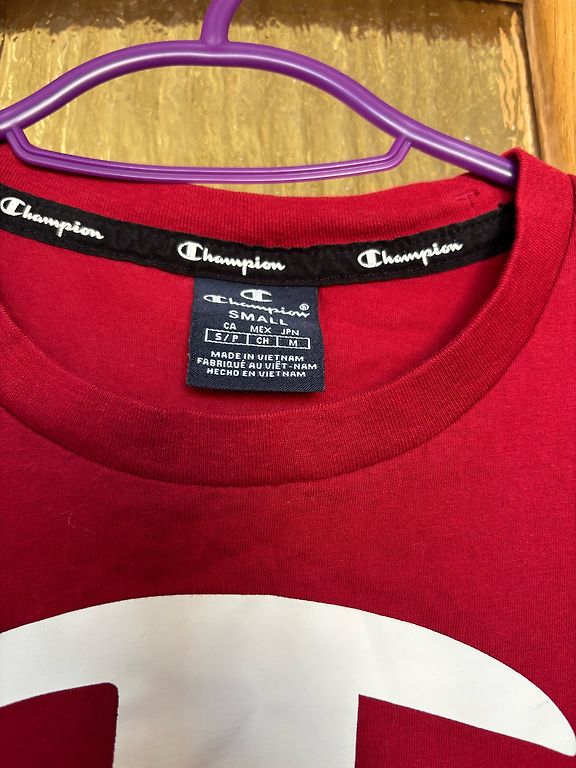 Champion Champion Champion
Champion®
SMALL
CA MEX JPN
S/P CH M
MADE IN VIETNAM
FABRIQUÉ AU VIÊT-NAM
HECHO EN VIETNAM